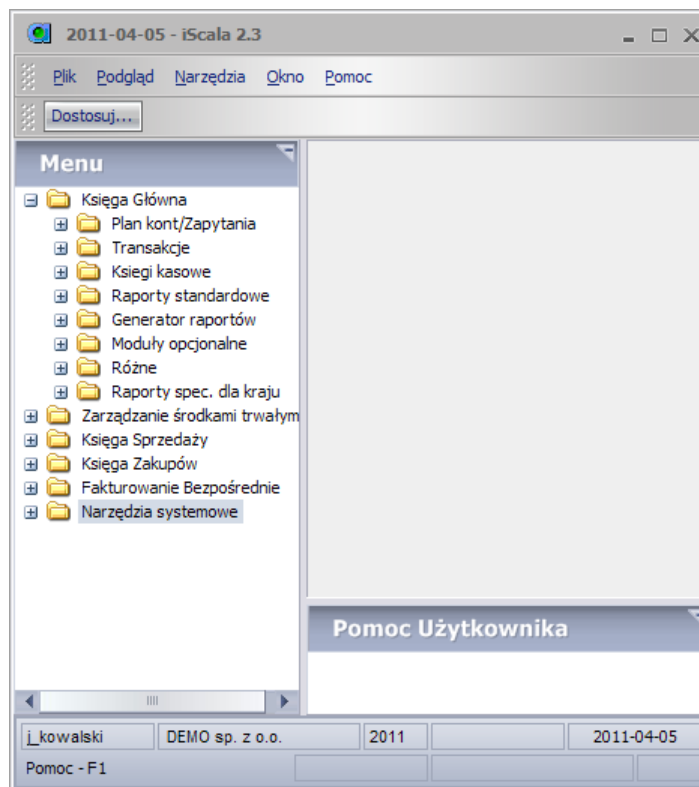 2011-04-05 - iScala 2.3
Plik Podgląd Narzędzia Okno Pomoc
Dostosuj...
Menu
Księga Główna
Plan kont/Zapytania
Transakcje
Ksiegi kasowe
Raporty standardowe
Generator raportów
Moduły opcjonalne
Różne
Raporty spec. dla kraju
Zarządzanie środkami trwałym
Księga Sprzedaży
Księga Zakupów
Fakturowanie Bezpośrednie
Narzędzia systemowe
Pomoc Użytkownika
j_kowalski DEMO sp. z o.o. 2011 2011-04-05
Pomoc - F1